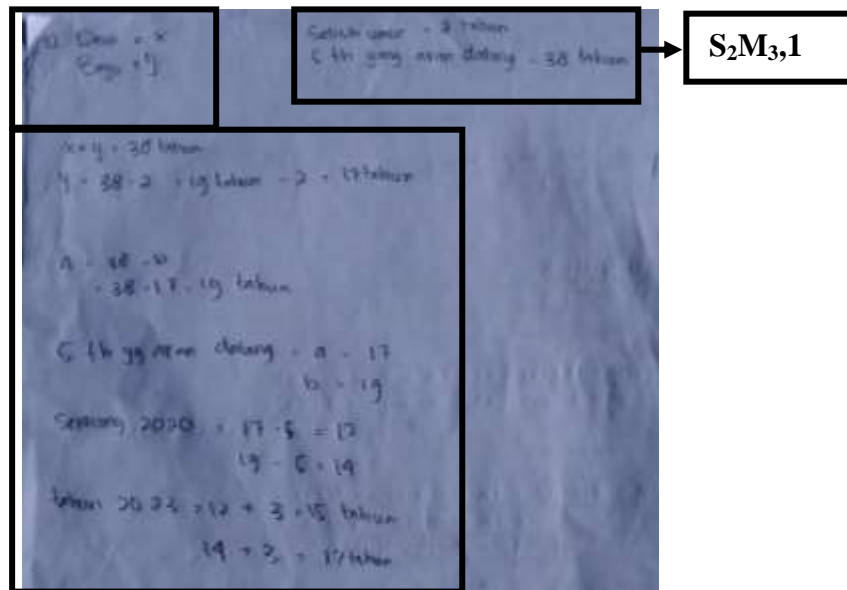 Dewi = x
Selisih umur = 2 tahun
5 th yang akan datang = 38 tahun
S₂M₃,1
x + y = 38 tahun
y = 38 - 2 = 19 tahun - 2 = 17 tahun
= 38 - 17 = 19 tahun
5 th yg akan datang = a = 17
b = 19
2020 = 17 - 5 = 12
19 - 5 = 14
tahun 2023 = 12 + 3 = 15 tahun
14 + 3 = 17 tahun